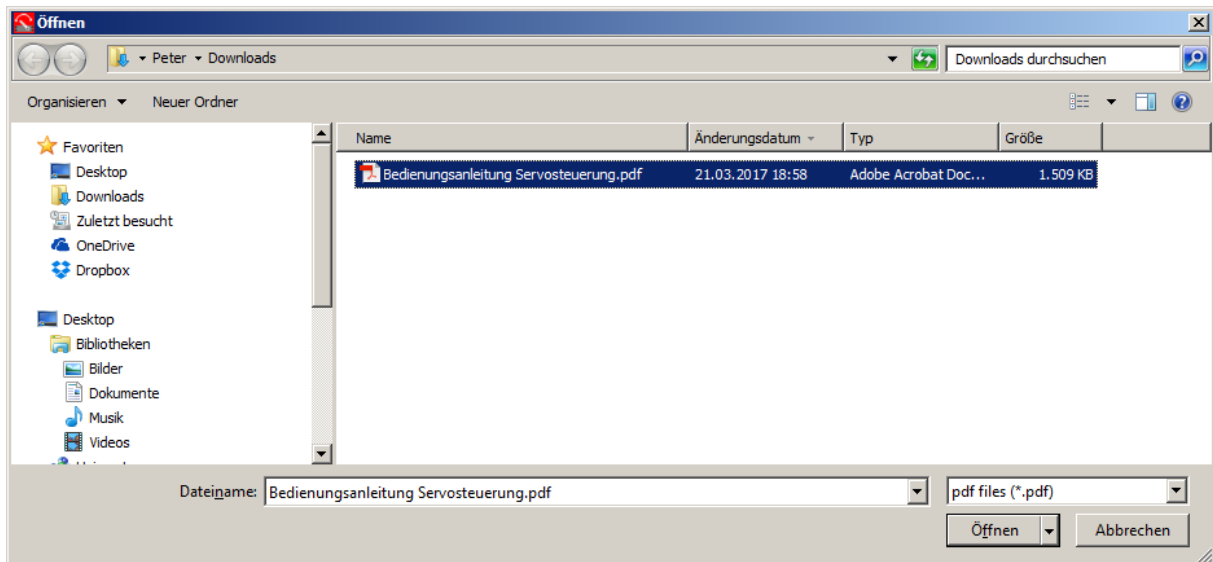 Öffnen
Peter Downloads
Downloads durchsuchen
Organisieren Neuer Ordner
Name Änderungsdatum Typ Größe
Bedienungsanleitung Servosteuerung.pdf 21.03.2017 18:58 Adobe Acrobat Doc... 1.509 KB
Favoriten
Desktop
Downloads
Zuletzt besucht
OneDrive
Dropbox
Desktop
Bibliotheken
Bilder
Dokumente
Musik
Videos
Dateiname: Bedienungsanleitung Servosteuerung.pdf pdf files (*.pdf)
Öffnen Abbrechen